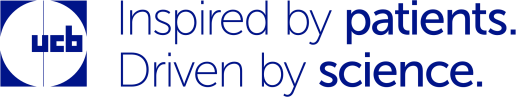 ucb
Inspired by patients.
Driven by science.